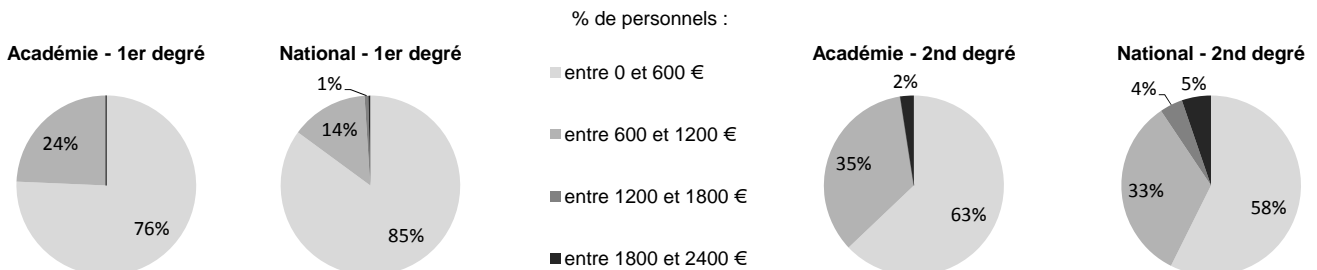 % de personnels :
Académie - 1er degré
National - 1er degré
Académie - 2nd degré
National - 2nd degré
24%
76%
1%
14%
85%
entre 0 et 600 €
entre 600 et 1200 €
entre 1200 et 1800 €
entre 1800 et 2400 €
2%
35%
63%
4%
5%
33%
58%